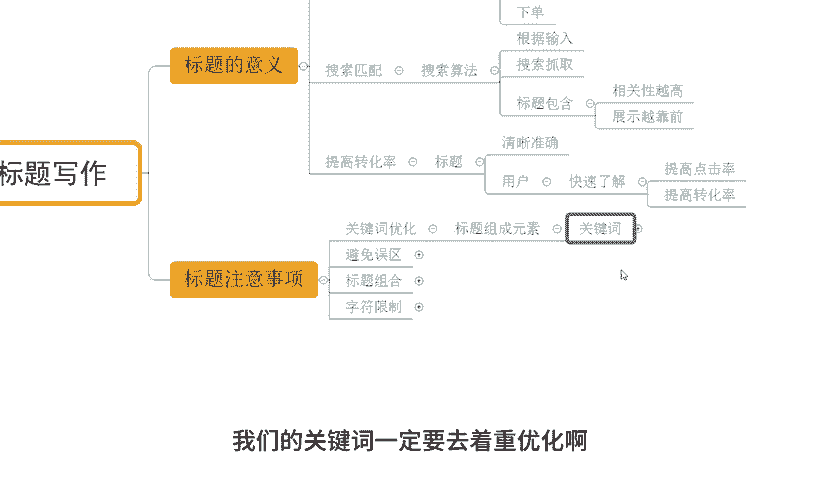 下单
标题的意义
搜索匹配
搜索算法
根据输入
搜索抓取
标题包含
相关性越高
展示越靠前
标题写作
提高转化率
标题
清晰准确
用户
快速了解
提高点击率
提高转化率
标题注意事项
关键词优化
标题组成元素
关键词
避免误区
标题组合
字符限制
我们的关键词一定要去着重优化啊